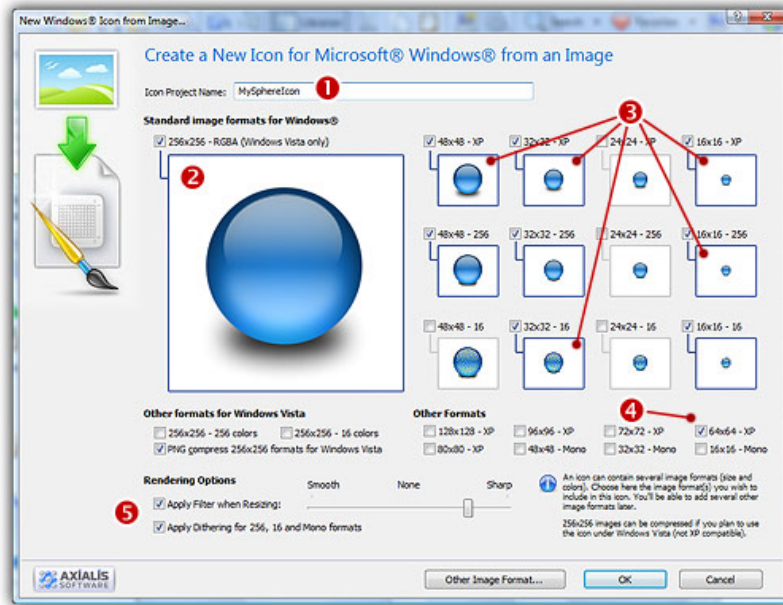 New Windows® Icon from Image...
Create a New Icon for Microsoft® Windows® from an Image
Icon Project Name: MySphereIcon 1
Standard image formats for Windows®
3
256x256 - RGBA (Windows Vista only)
48x48 - XP 32x32 - XP 24x24 - XP 16x16 - XP
2
48x48 - 256 32x32 - 256 24x24 - 256 16x16 - 256
48x48 - 16 32x32 - 16 24x24 - 16 16x16 - 16
Other formats for Windows Vista
Other Formats
4
256x256 - 256 colors 256x256 - 16 colors
128x128 - XP 96x96 - XP 72x72 - XP 64x64 - XP
PNG compress 256x256 formats for Windows Vista
80x80 - XP 48x48 - Mono 32x32 - Mono 16x16 - Mono
Rendering Options
Smooth None Sharp
5
Apply Filter when Resizing:
Apply Dithering for 256, 16 and Mono formats
An icon can contain several image formats (size and
colors). Choose here the image format(s) you wish to
include in this icon. You'll be able to add several other
image formats later.
256x256 images can be compressed if you plan to use
the icon under Windows Vista (not XP compatible).
AXIALIS
SOFTWARE
Other Image Format... OK Cancel